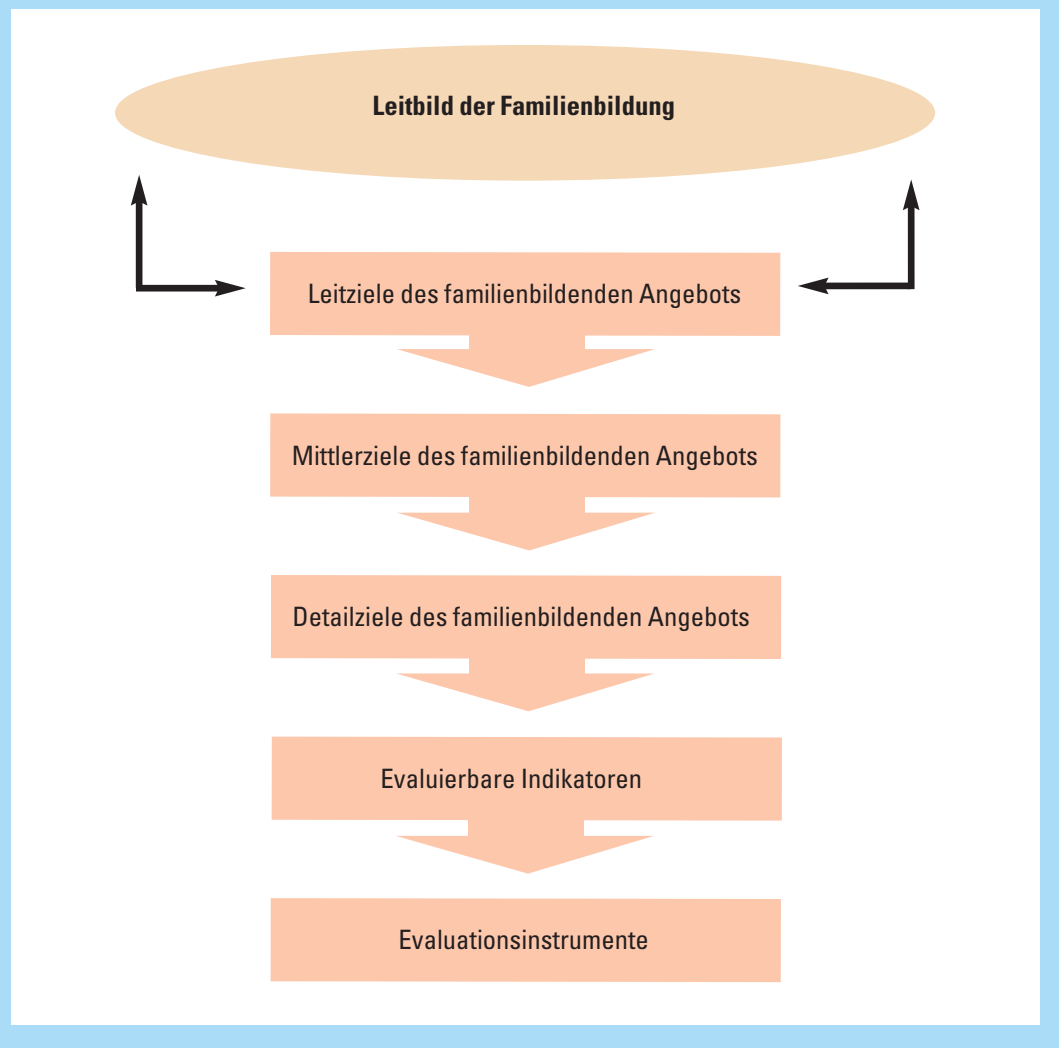 Leitbild der Familienbildung
Leitziele des familienbildenden Angebots
Mittlerziele des familienbildenden Angebots
Detailziele des familienbildenden Angebots
Evaluierbare Indikatoren
Evaluationsinstrumente